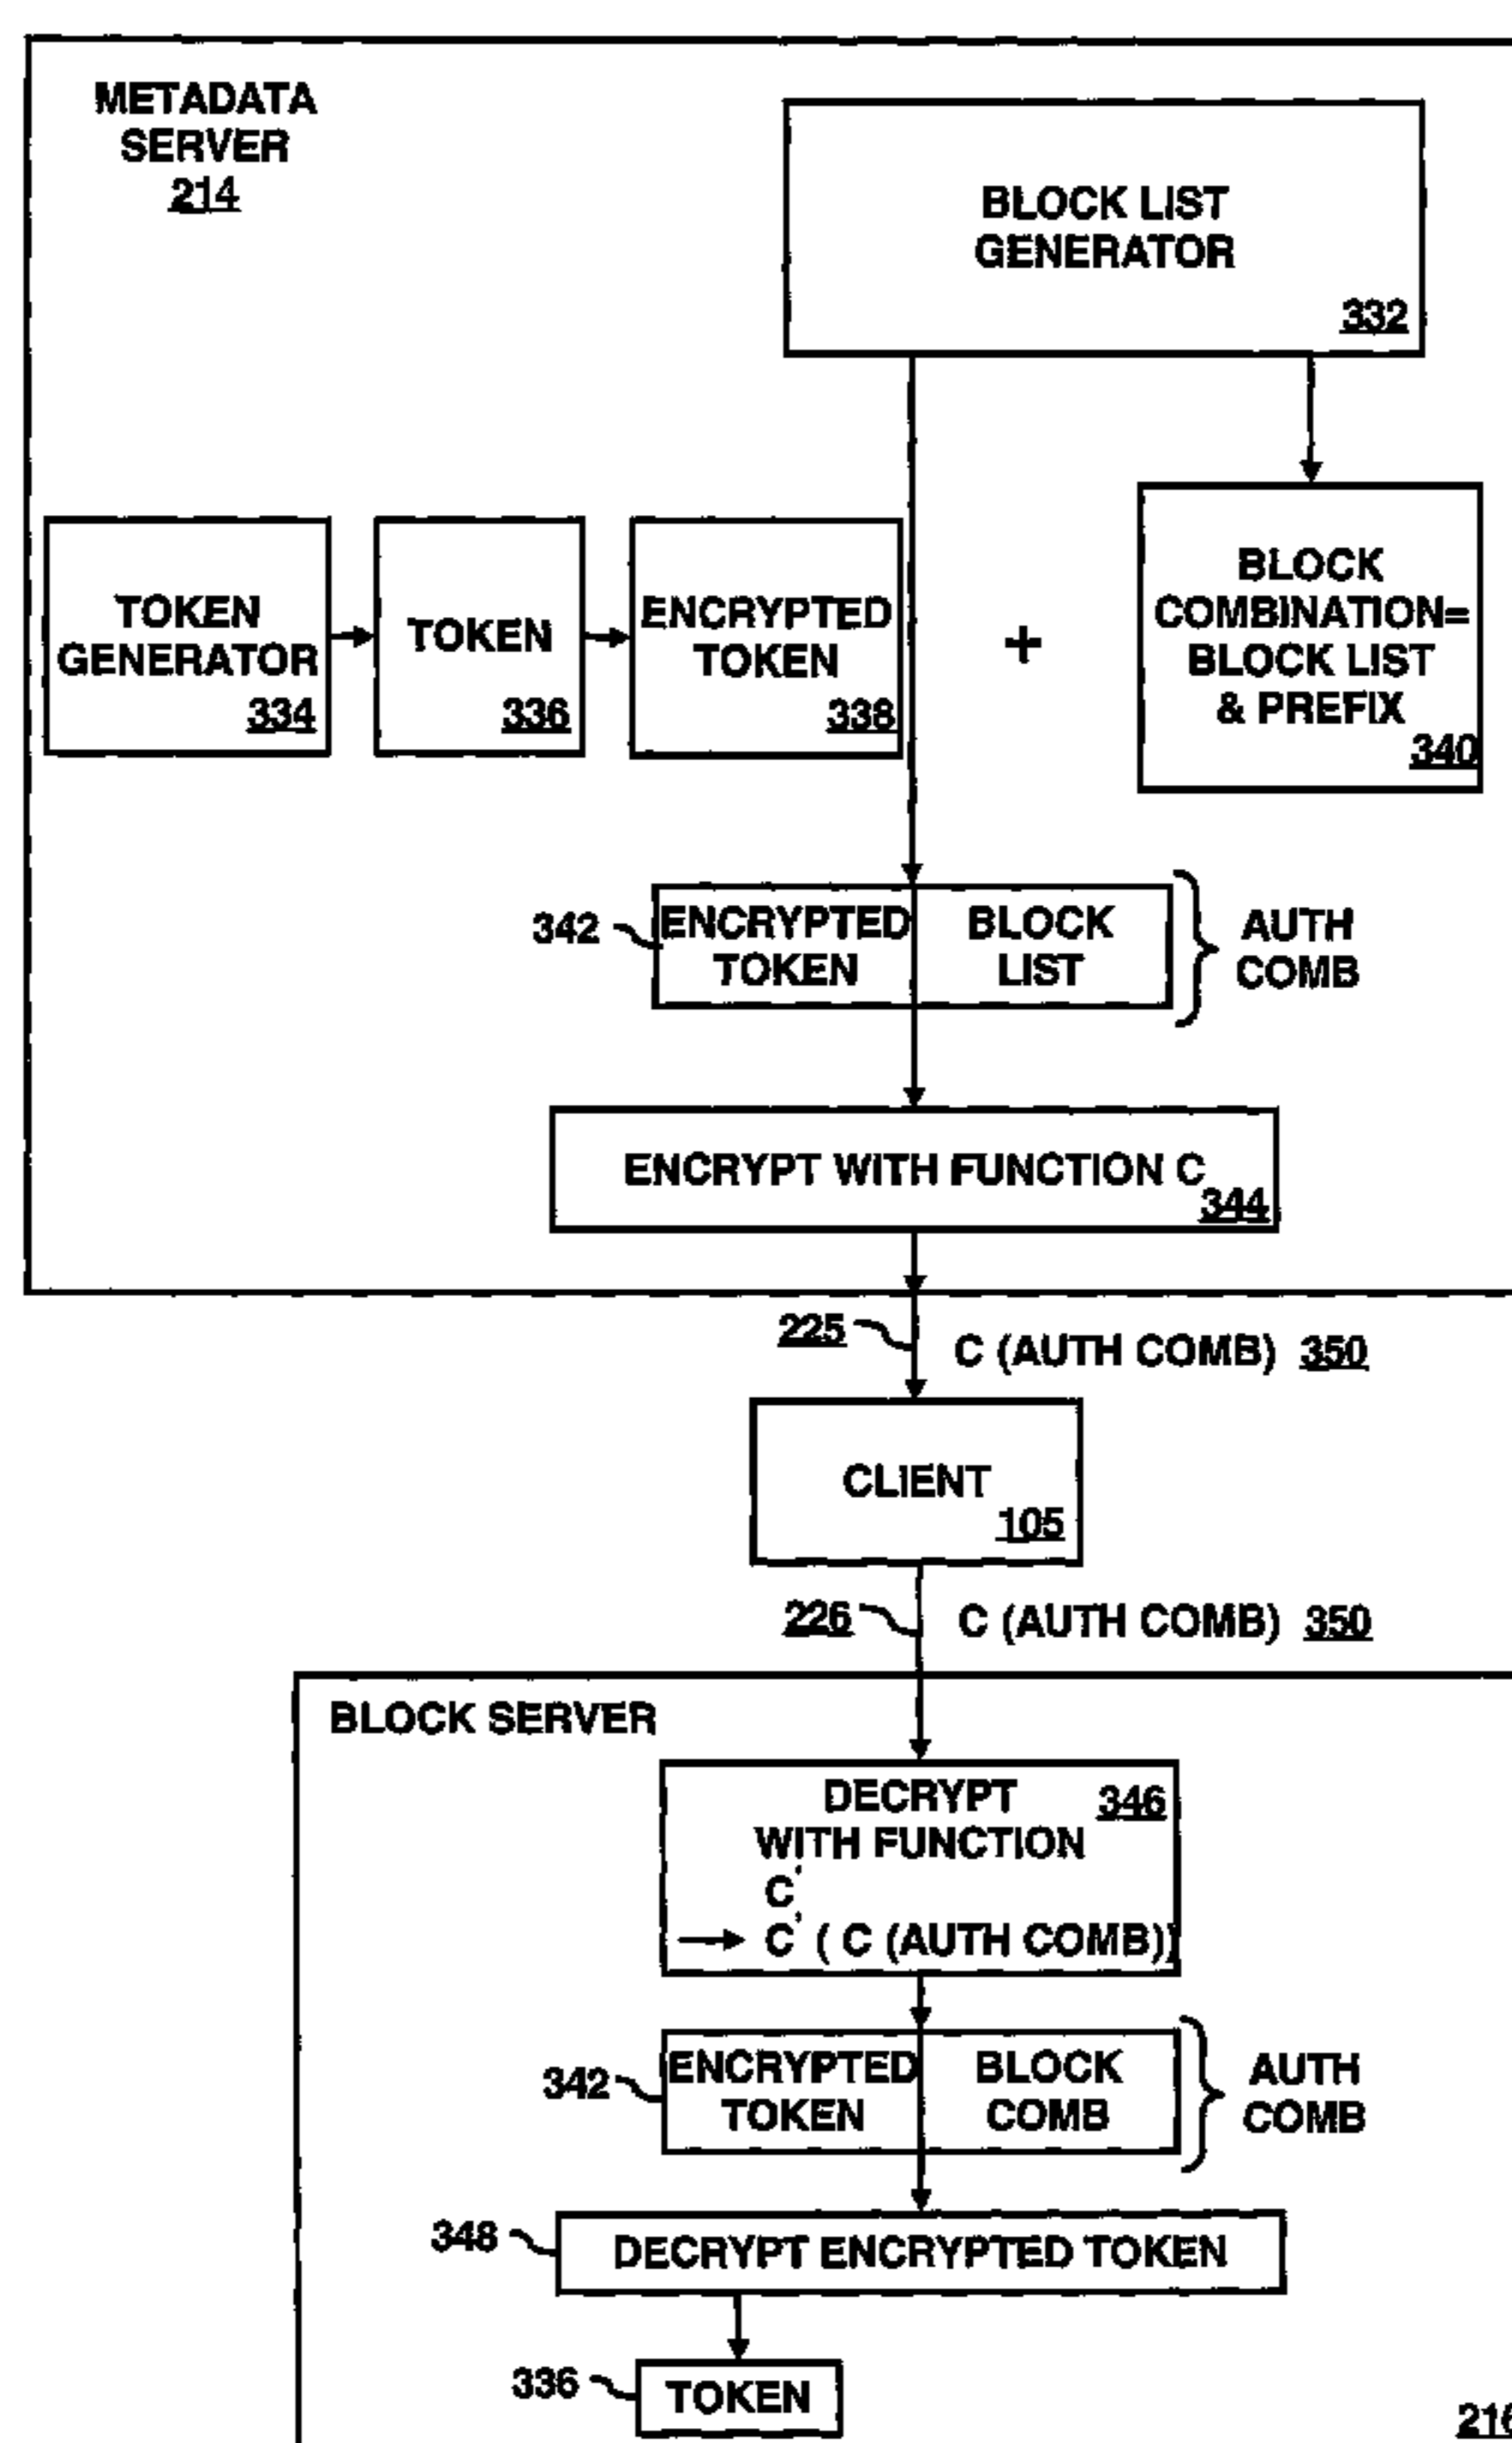 METADATA
SERVER
214
BLOCK LIST
GENERATOR
332
TOKEN
GENERATOR
334
TOKEN
336
ENCRYPTED
TOKEN
338
+
BLOCK
COMBINATION=
BLOCK LIST
& PREFIX
340
342
ENCRYPTED
TOKEN
BLOCK
LIST
AUTH
COMB
ENCRYPT WITH FUNCTION C
344
225
C (AUTH COMB) 350
CLIENT
105
226
C (AUTH COMB) 350
BLOCK SERVER
DECRYPT
WITH FUNCTION
346
C'
C' ( C (AUTH COMB))
342
ENCRYPTED
TOKEN
BLOCK
COMB
AUTH
COMB
348
DECRYPT ENCRYPTED TOKEN
336
TOKEN
216